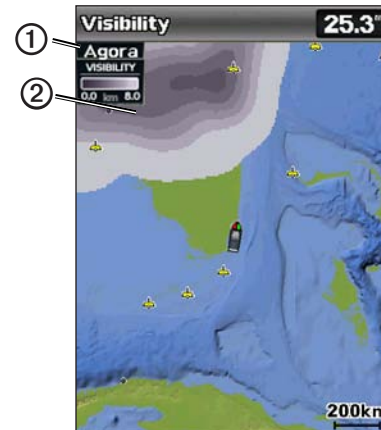 Visibility 25.3
① Agora
VISIBILITY
0.0 km 8.0
②
200km